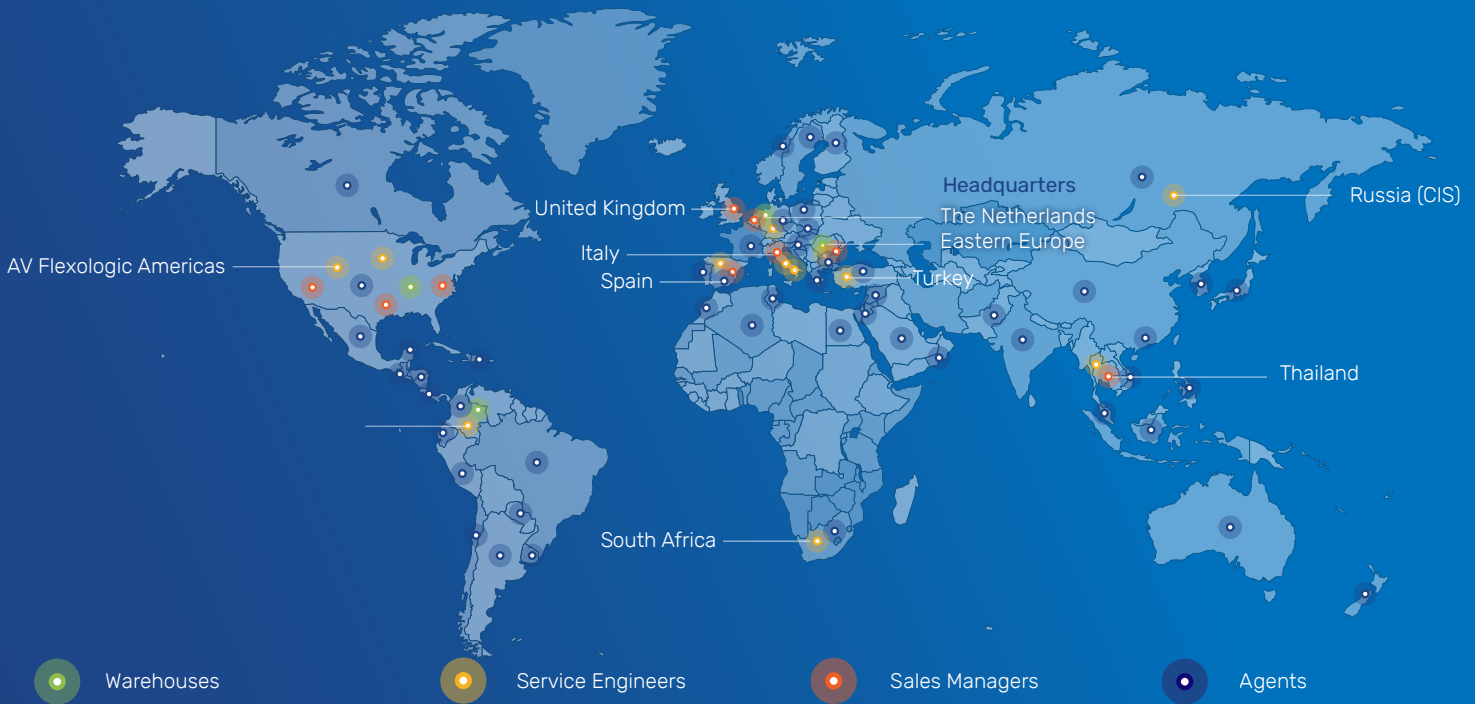 Headquarters
United Kingdom
The Netherlands
Russia (CIS)
Eastern Europe
Italy
AV Flexologic Americas
Spain
Turkey
Thailand
South Africa
Warehouses
Service Engineers
Sales Managers
Agents